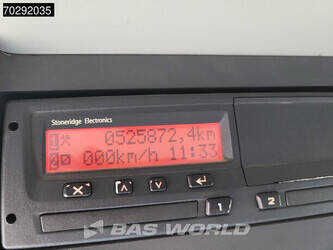 70292035
Stoneridge Electronics
1 0525872,4km
0 000km/h 11:33
1 2
BAS WORLD